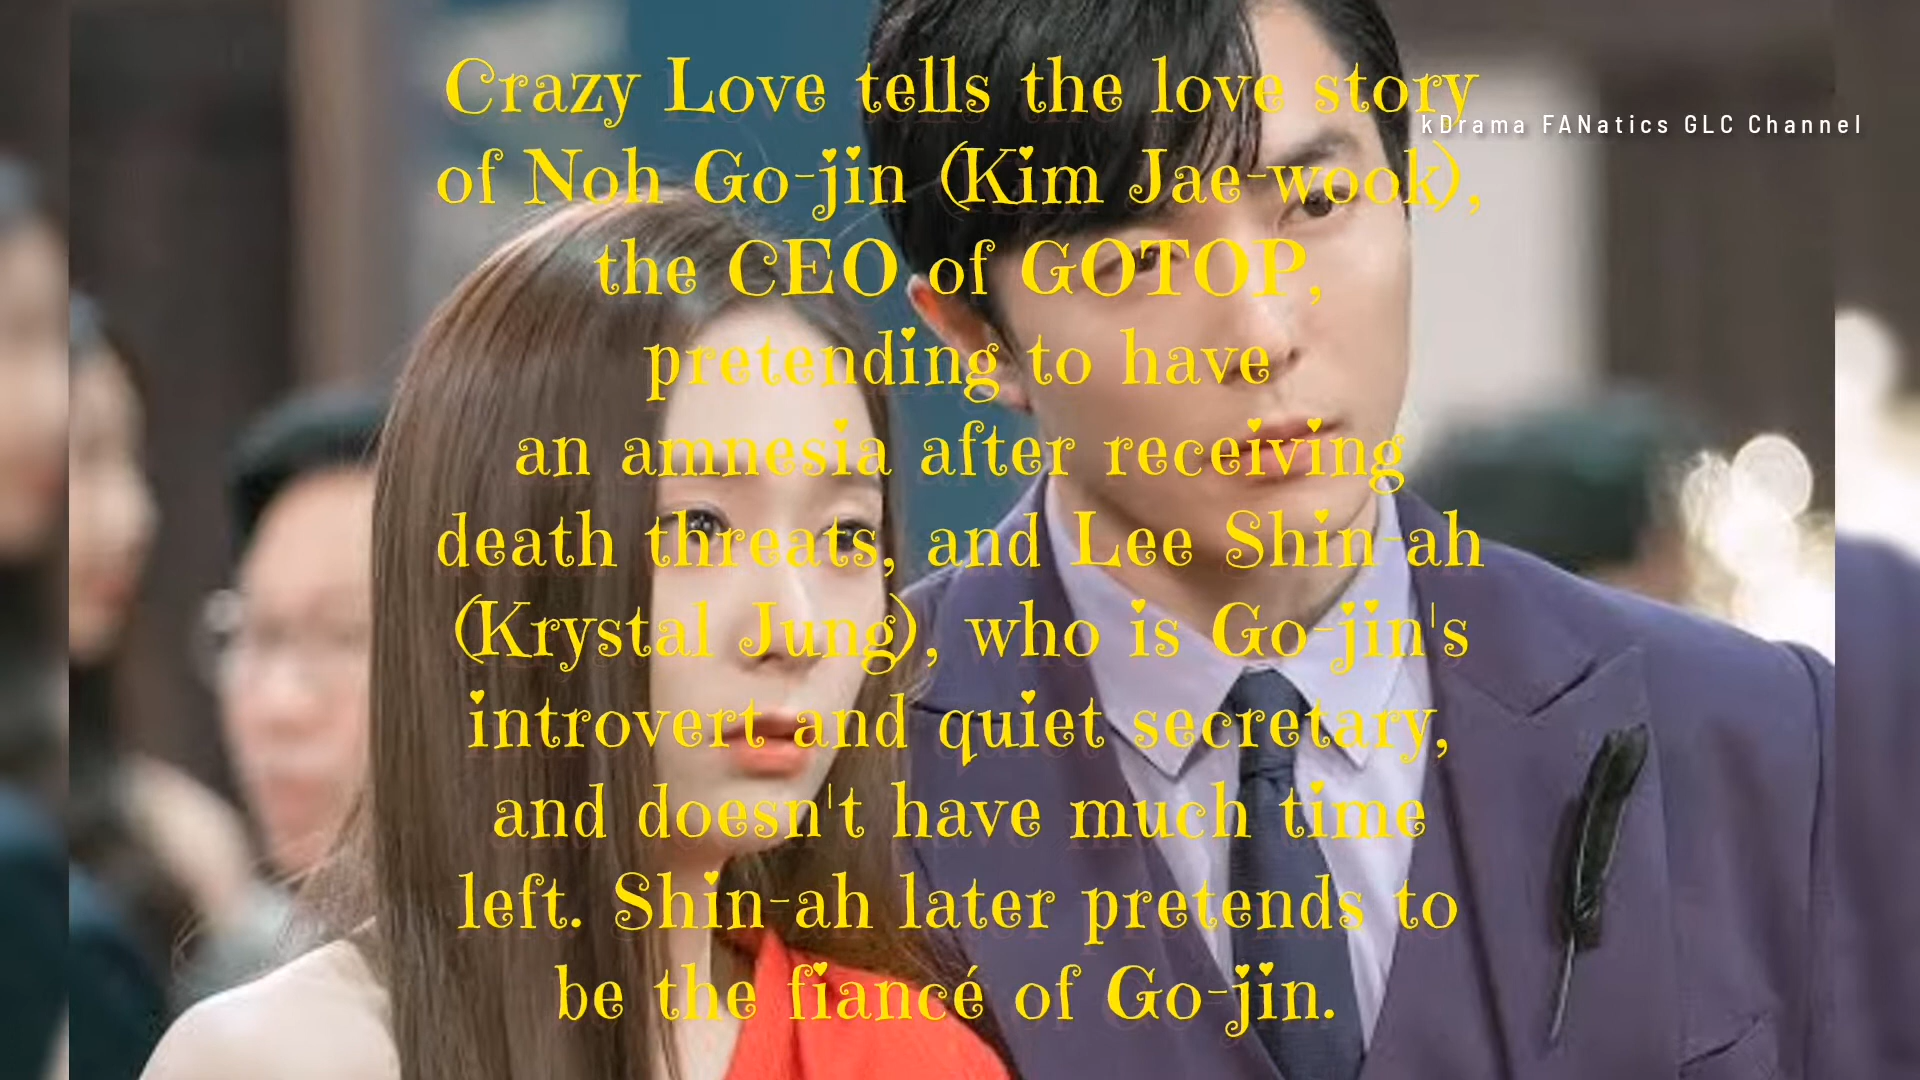 Crazy Love tells the love story
kDrama FANatics GLC Channel
of Noh Go-jin (Kim Jae-wook),
the CEO of GOTOP,
pretending to have
an amnesia after receiving
death threats, and Lee Shin-ah
(Krystal Jung), who is Go-jin's
introvert and quiet secretary,
and doesn't have much time
left. Shin-ah later pretends to
be the fiancé of Go-jin.